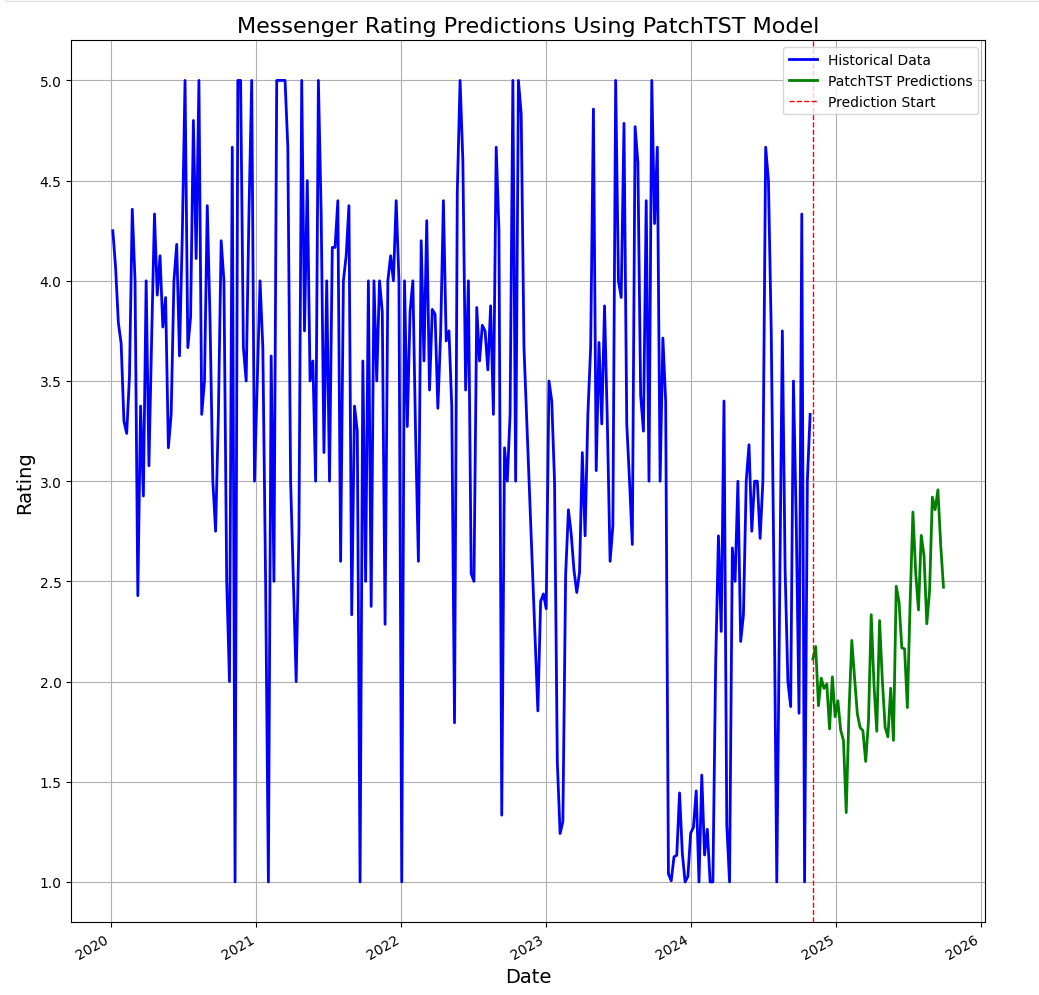 Messenger Rating Predictions Using PatchTST Model
Historical Data
PatchTST Predictions
Prediction Start
5.0
4.5
4.0
3.5
3.0
2.5
2.0
1.5
1.0
Rating
2020
2021
2022
2023
2024
2025
2026
Date